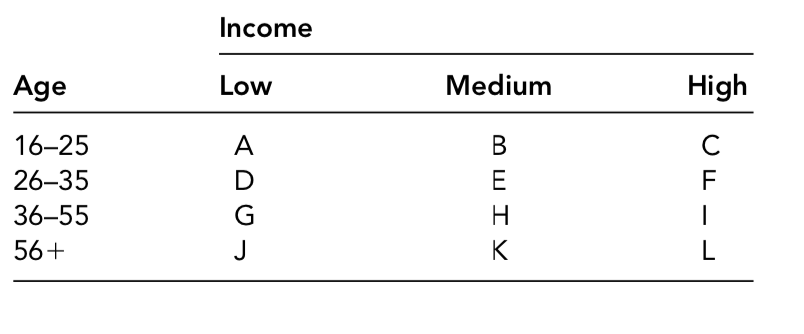 Income
Age Low Medium High
16–25 A B C
26–35 D E F
36–55 G H I
56+ J K L